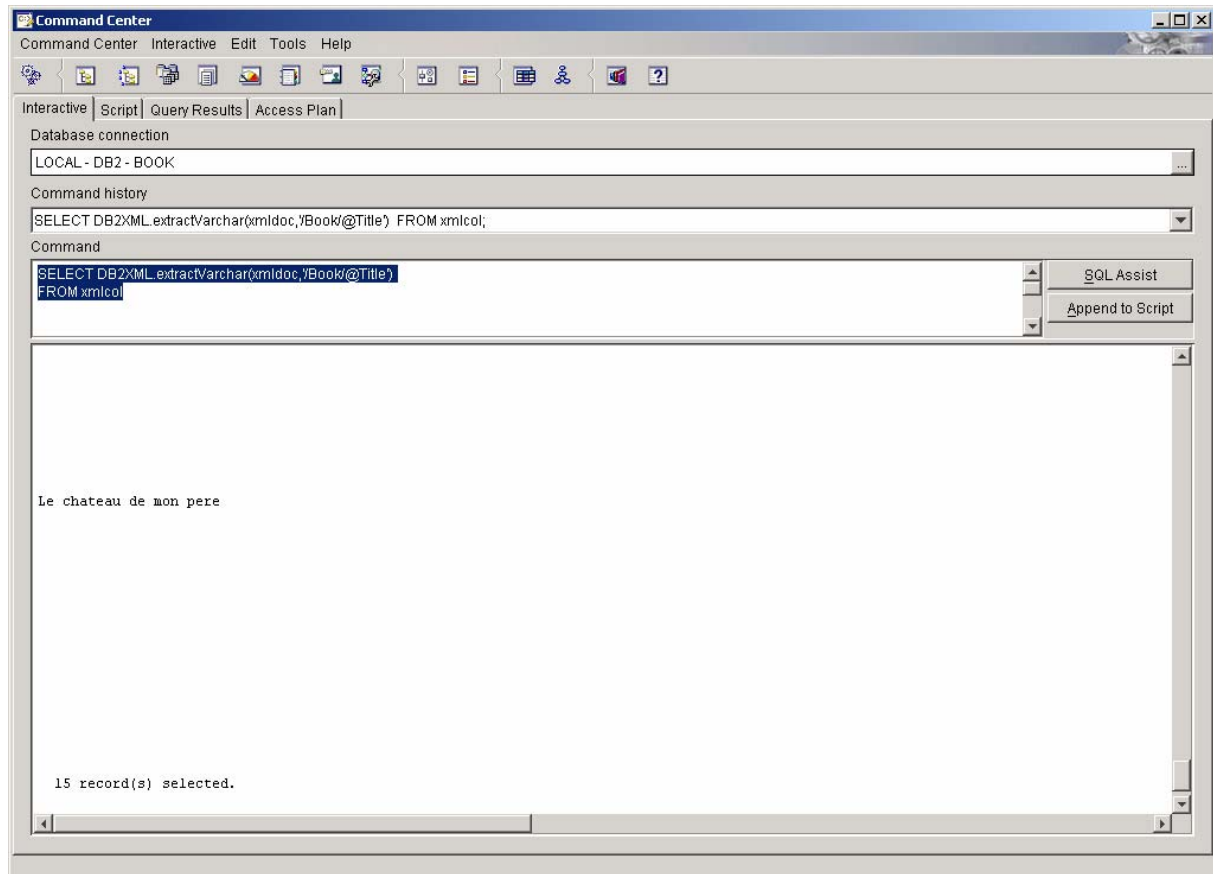 Command Center
Command Center Interactive Edit Tools Help
?
Interactive Script Query Results Access Plan
Database connection
LOCAL - DB2 - BOOK
...
Command history
SELECT DB2XML.extractVarchar(xmldoc,'/Book/@Title') FROM xmlcol;
Command
SELECT DB2XML.extractVarchar(xmldoc,'/Book/@Title')
FROM xmlcol
SQL Assist
Append to Script
Le chateau de mon pere
15 record(s) selected.